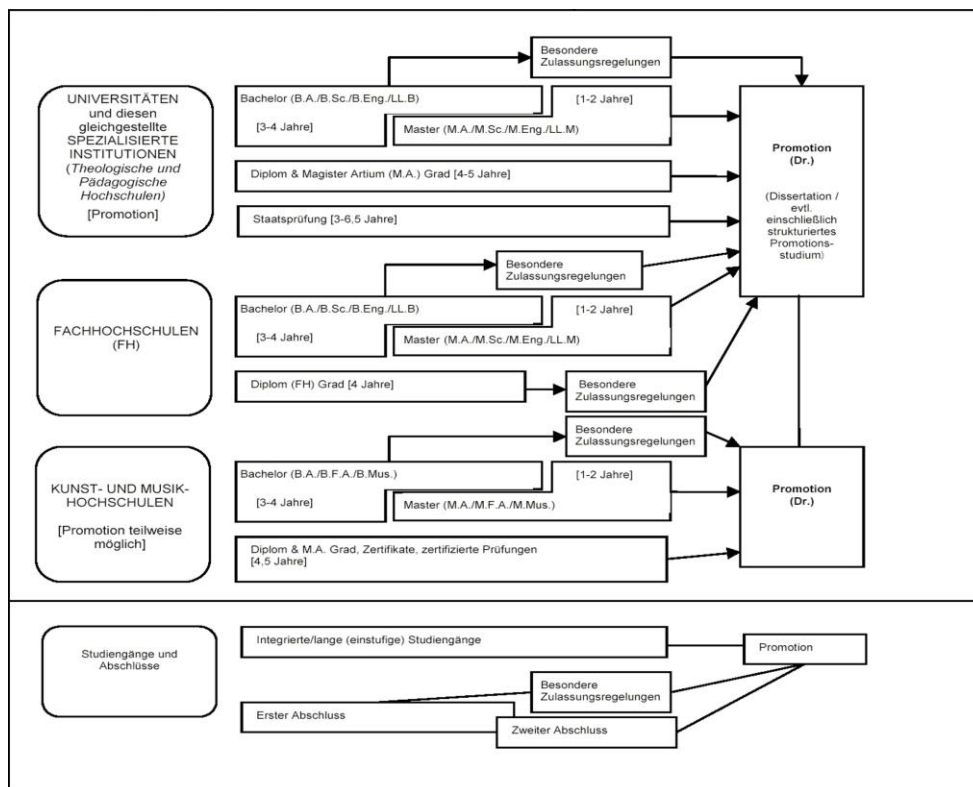 Besondere
Zulassungsregelungen
UNIVERSITÄTEN
und diesen
gleichgestellte
SPEZIALISIERTE
INSTITUTIONEN
(Theologische und
Pädagogische
Hochschulen)
[Promotion]
Bachelor (B.A./B.Sc./B.Eng./LL.B)
[3-4 Jahre]
[1-2 Jahre]
Master (M.A./M.Sc./M.Eng./LL.M)
Diplom & Magister Artium (M.A.) Grad [4-5 Jahre]
Staatsprüfung [3-6,5 Jahre]
Promotion
(Dr.)
(Dissertation /
evtl.
einschließlich
strukturiertes
Promotions-
studium)
Besondere
Zulassungsregelungen
FACHHOCHSCHULEN
(FH)
Bachelor (B.A./B.Sc./B.Eng./LL.B)
[3-4 Jahre]
[1-2 Jahre]
Master (M.A./M.Sc./M.Eng./LL.M)
Diplom (FH) Grad [4 Jahre]
Besondere
Zulassungsregelungen
Besondere
Zulassungsregelungen
KUNST- UND MUSIK-
HOCHSCHULEN
[Promotion teilweise
möglich]
Bachelor (B.A./B.F.A./B.Mus.)
[3-4 Jahre]
[1-2 Jahre]
Master (M.A./M.F.A./M.Mus.)
Diplom & M.A. Grad, Zertifikate, zertifizierte Prüfungen
[4,5 Jahre]
Promotion
(Dr.)
Studiengänge und
Abschlüsse
Integrierte/lange (einstufige) Studiengänge
Promotion
Besondere
Zulassungsregelungen
Erster Abschluss
Zweiter Abschluss